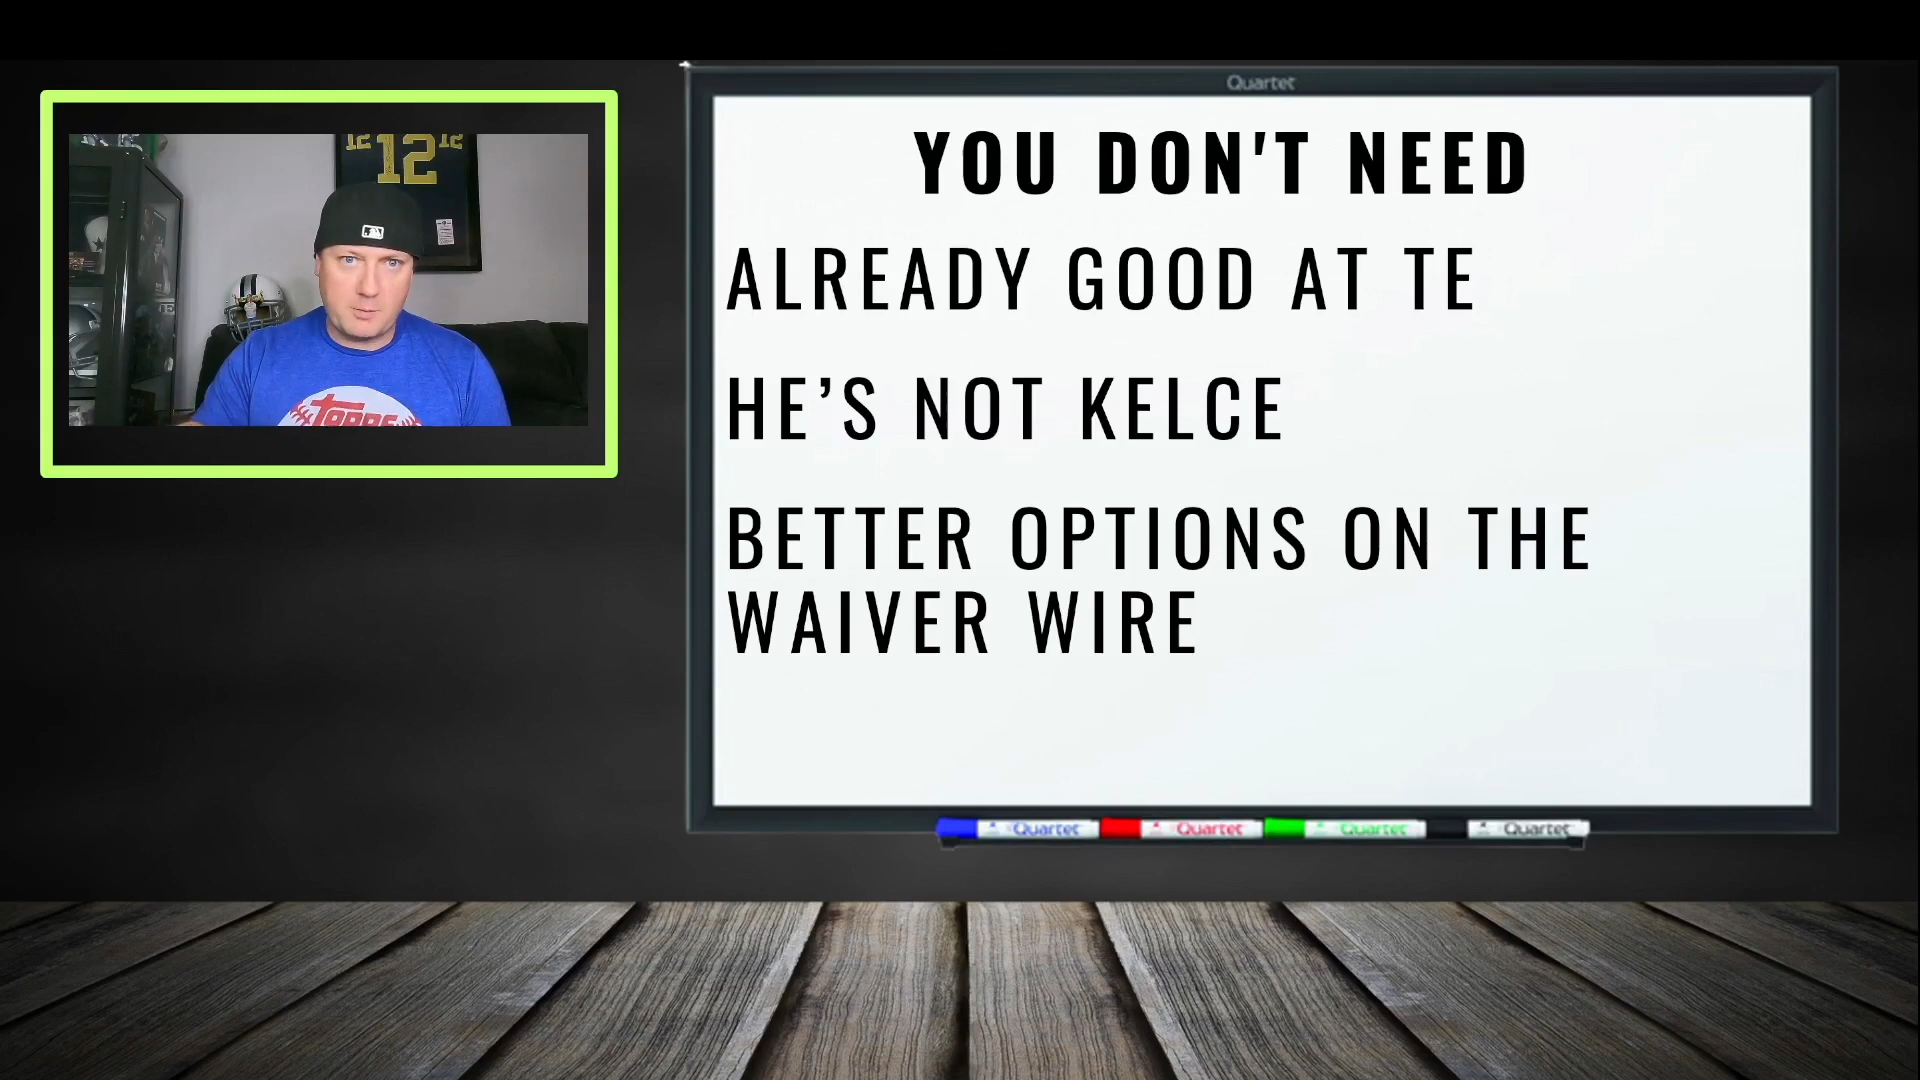 Quartet
YOU DON'T NEED
ALREADY GOOD AT TE
HE’S NOT KELCE
BETTER OPTIONS ON THE
WAIVER WIRE
12 12 12
TOPPS
Quartet Quartet Quartet Quartet